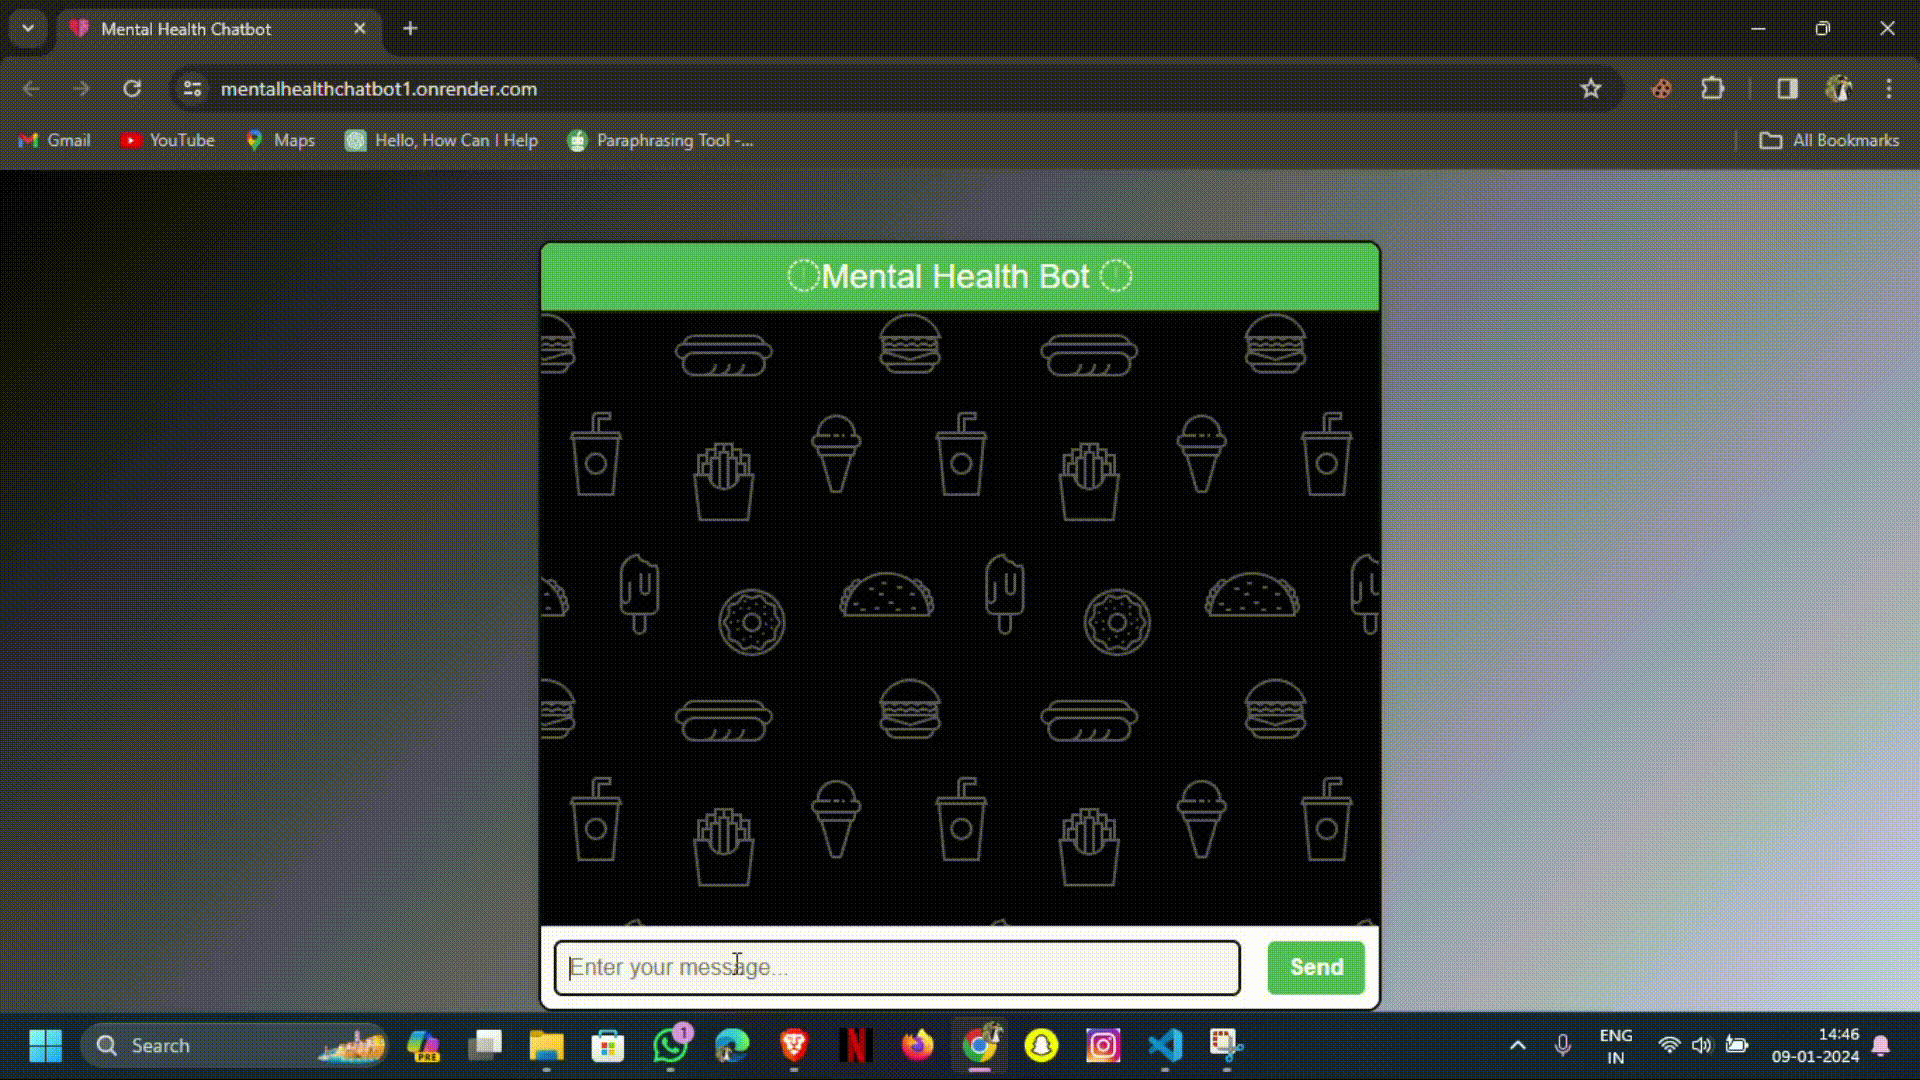 Mental Health Chatbot
mentalhealthchatbot1.onrender.com
Gmail YouTube Maps Hello, How Can I Help Paraphrasing Tool -... All Bookmarks
Mental Health Bot
Enter your message... Send
Search PRE 1 ENG 14:46
IN 09-01-2024